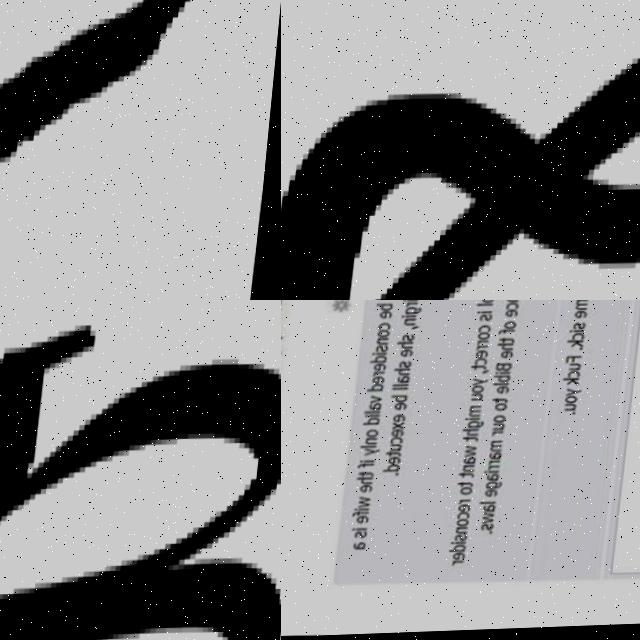 be considered valid only if the wife is a
she shall be executed.
is correct, you might want to reconsider
of the Bible to our marriage laws.
me sick. Fuck you.